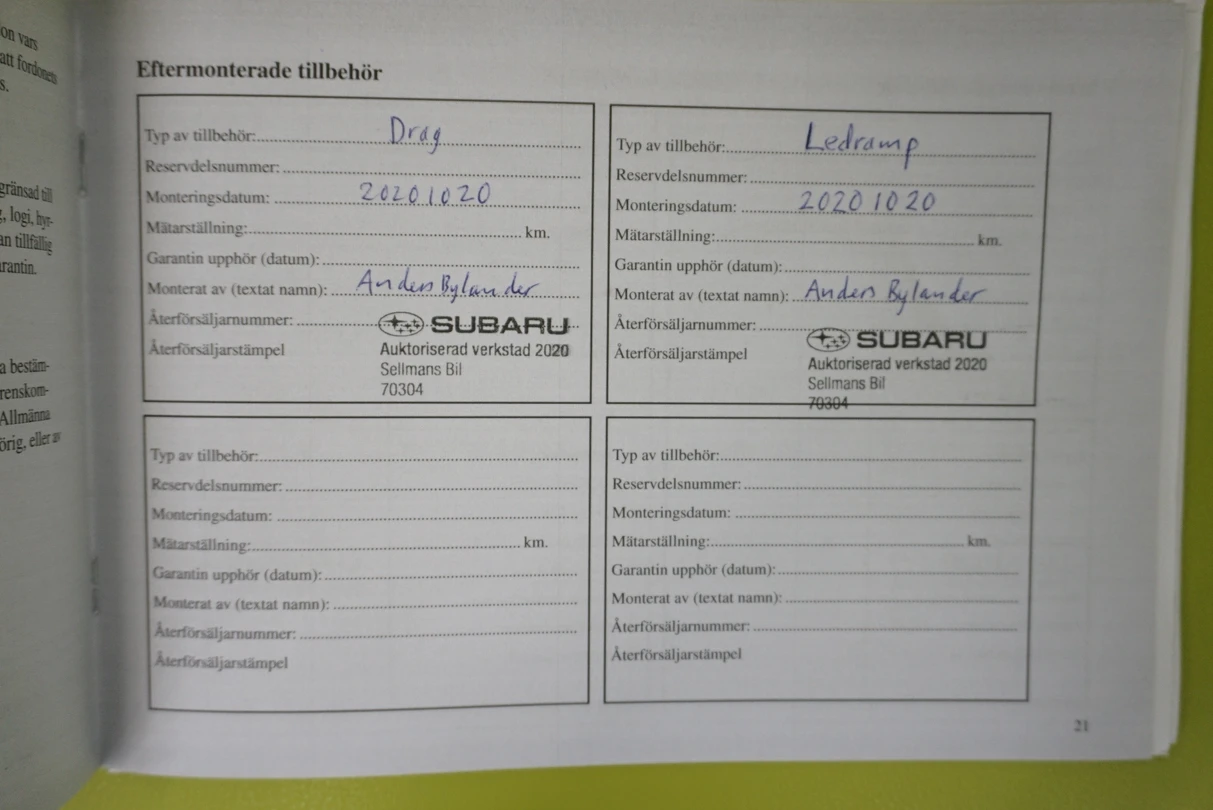 on vars
att fordonets
s.
gränsad till
, logi, hyr-
an tillfällig
rantin.
a bestäm-
renskom-
Allmänna
örig, eller av
Eftermonterade tillbehör
Typ av tillbehör: Drag
Reservdelsnummer:
Monteringsdatum: 20201020
Mätarställning: km.
Garantin upphör (datum):
Monterat av (textat namn): Anders Bylander
Återförsäljarnummer:
SUBARU
Återförsäljarstämpel
Auktoriserad verkstad 2020
Sellmans Bil
70304
Typ av tillbehör: Ledramp
Reservdelsnummer:
Monteringsdatum: 20201020
Mätarställning: km.
Garantin upphör (datum):
Monterat av (textat namn): Anders Bylander
Återförsäljarnummer:
SUBARU
Återförsäljarstämpel
Auktoriserad verkstad 2020
Sellmans Bil
70304
Typ av tillbehör:
Reservdelsnummer:
Monteringsdatum:
Mätarställning: km.
Garantin upphör (datum):
Monterat av (textat namn):
Återförsäljarnummer:
Återförsäljarstämpel
Typ av tillbehör:
Reservdelsnummer:
Monteringsdatum:
Mätarställning: km.
Garantin upphör (datum):
Monterat av (textat namn):
Återförsäljarnummer:
Återförsäljarstämpel
21